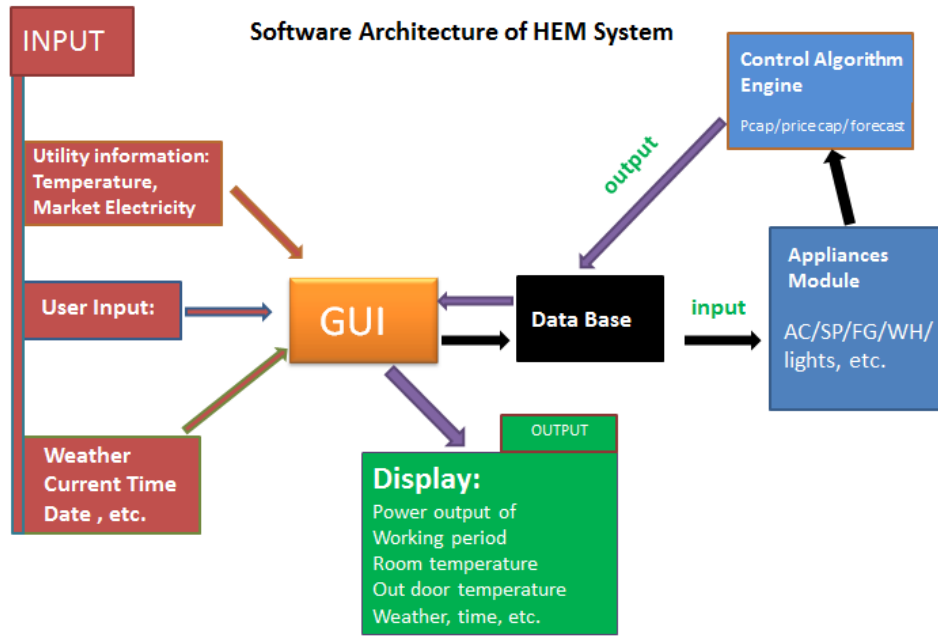 INPUT
Software Architecture of HEM System
Control Algorithm
Engine
Pcap/price cap/forecast
output
Utility information:
Temperature,
Market Electricity
User Input:
GUI
Data Base
input
Appliances
Module
AC/SP/FG/WH/
lights, etc.
Weather
Current Time
Date , etc.
OUTPUT
Display:
Power output of
Working period
Room temperature
Out door temperature
Weather, time, etc.